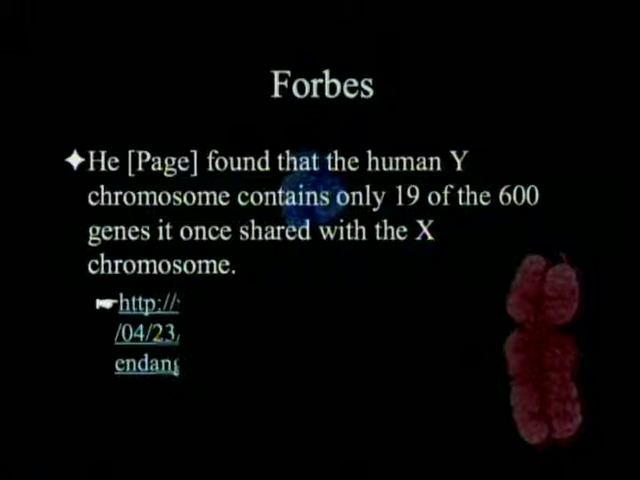 Forbes
He [Page] found that the human Y
chromosome contains only 19 of the 600
genes it once shared with the X
chromosome.
http://
/04/23
endang